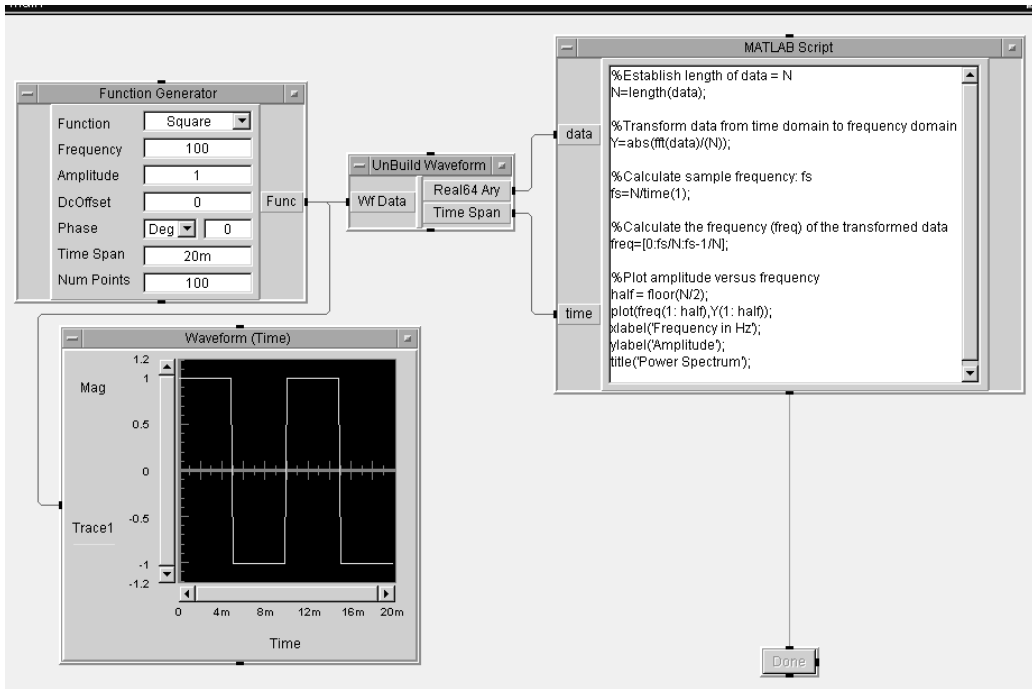 main
Function Generator
Function Square
Frequency 100
Amplitude 1
DcOffset 0
Phase Deg 0
Time Span 20m
Num Points 100
Func
UnBuild Waveform
Wf Data
Real64 Ary
Time Span
MATLAB Script
data
time
%Establish length of data = N
N=length(data);
%Transform data from time domain to frequency domain
Y=abs(fft(data)/(N));
%Calculate sample frequency: fs
fs=N/time(1);
%Calculate the frequency (freq) of the transformed data
freq=[0:fs/N:fs-1/N];
%Plot amplitude versus frequency
half = floor(N/2);
plot(freq(1: half),Y(1: half));
xlabel('Frequency in Hz');
ylabel('Amplitude');
title('Power Spectrum');
Waveform (Time)
Mag
Trace1
1.2
1
0.5
0
-0.5
-1
-1.2
0 4m 8m 12m 16m 20m
Time
Done